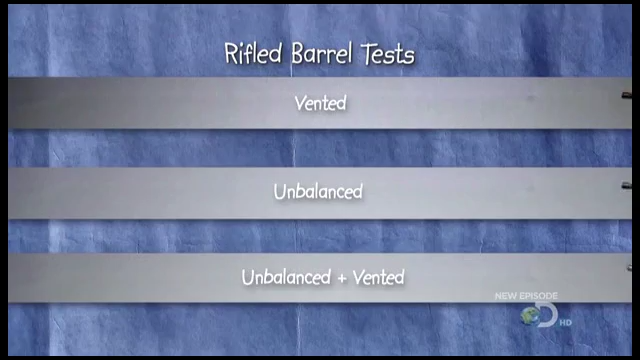 Rifled Barrel Tests
Vented
Unbalanced
Unbalanced + Vented
NEW EPISODE
D HD